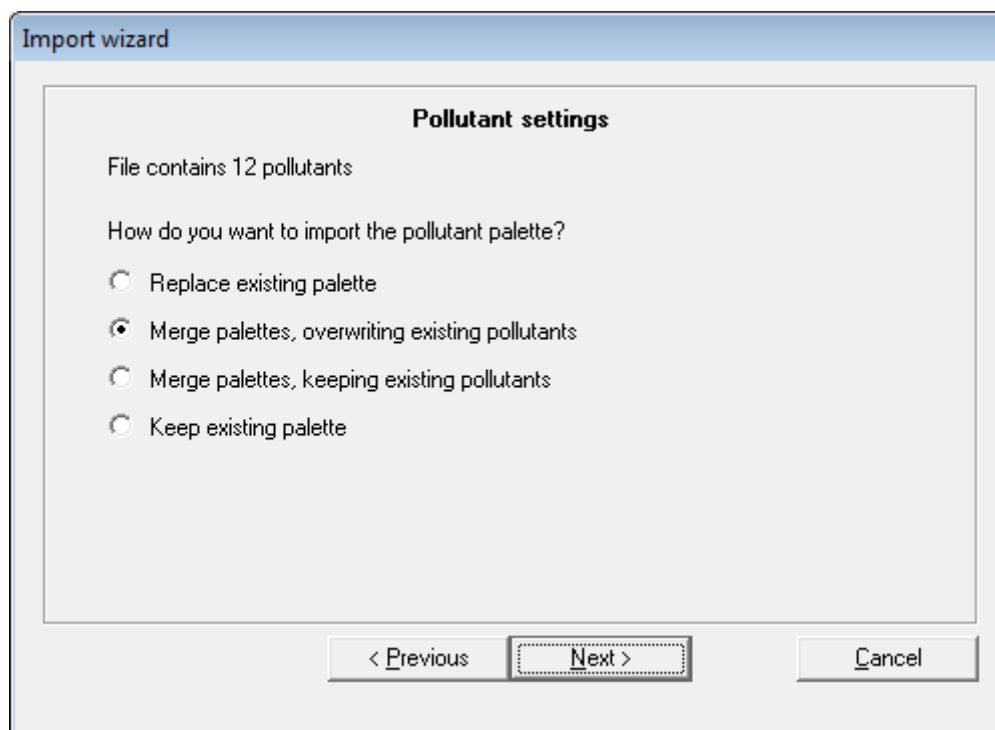 Import wizard
Pollutant settings
File contains 12 pollutants
How do you want to import the pollutant palette?
Replace existing palette
Merge palettes, overwriting existing pollutants
Merge palettes, keeping existing pollutants
Keep existing palette
< Previous
Next >
Cancel